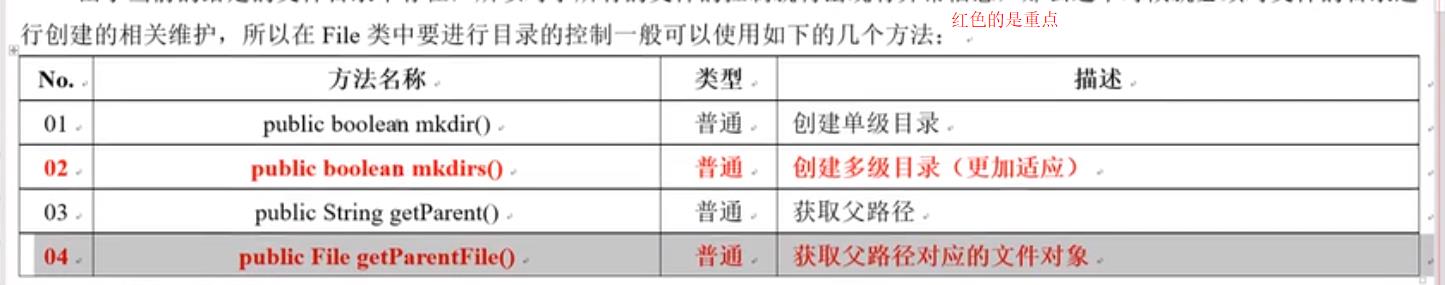 红色的是重点
行创建的相关维护，所以在 File 类中要进行目录的控制一般可以使用如下的几个方法：
No. 方法名称 类型 描述
01 public boolean mkdir() 普通 创建单级目录
02 public boolean mkdirs() 普通 创建多级目录（更加适应）
03 public String getParent() 普通 获取父路径
04 public File getParentFile() 普通 获取父路径对应的文件对象